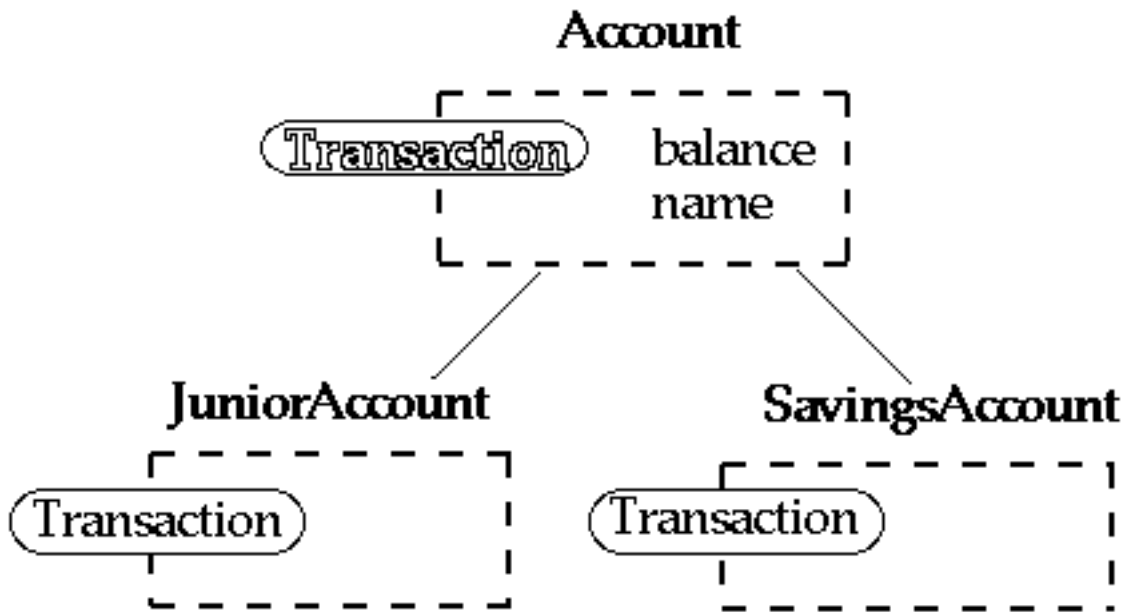 Account
Transaction balance
name
JuniorAccount
SavingsAccount
Transaction
Transaction